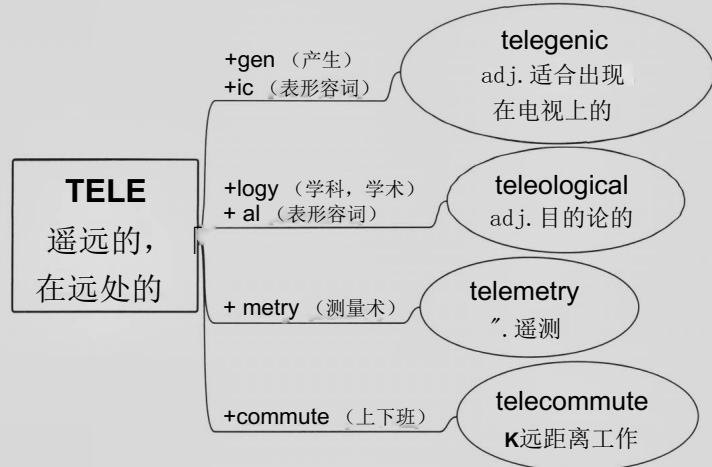 TELE
遥远的，
在远处的
+gen（产生）
+ic（表形容词）
telegenic
adj.适合出现
在电视上的
+logy（学科，学术）
+ al（表形容词）
teleological
adj.目的论的
+ metry（测量术）
telemetry
″.遥测
+commute（上下班）
telecommute
K远距离工作